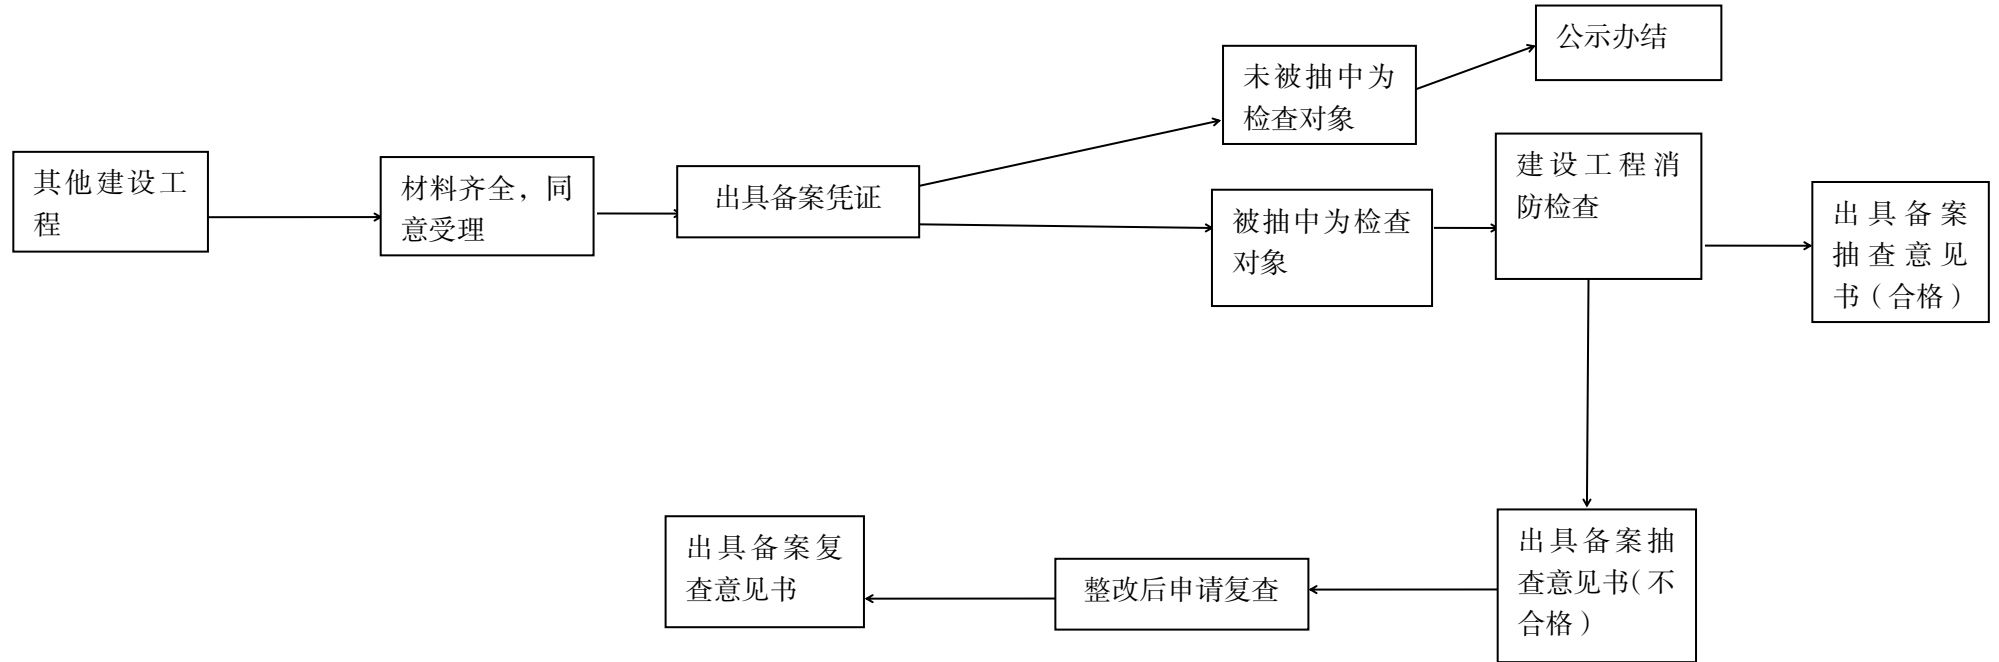 其他建设工
程
材料齐全，同
意受理
出具备案凭证
未被抽中为
检查对象
公示办结
被抽中为检查
对象
建设工程消
防检查
出具备案
抽查意见
书（合格）
出具备案抽
查意见书（不
合格）
整改后申请复查
出具备案复
查意见书